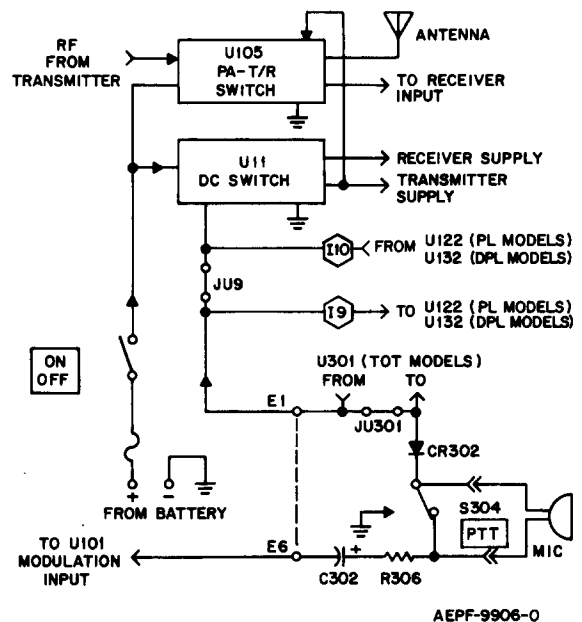 RF
FROM
TRANSMITTER
U105
PA-T/R
SWITCH
ANTENNA
TO RECEIVER
INPUT
U11
DC SWITCH
RECEIVER SUPPLY
TRANSMITTER
SUPPLY
I10
FROM
U122 (PL MODELS)
U132 (DPL MODELS)
JU9
I9
TO
U122 (PL MODELS)
U132 (DPL MODELS)
ON
OFF
U301 (TOT MODELS)
FROM TO
E1
JU301
CR302
+ -
FROM BATTERY
S304
PTT
MIC
TO U101
MODULATION
INPUT
E6
+
C302
R306
AEPF-9906-O